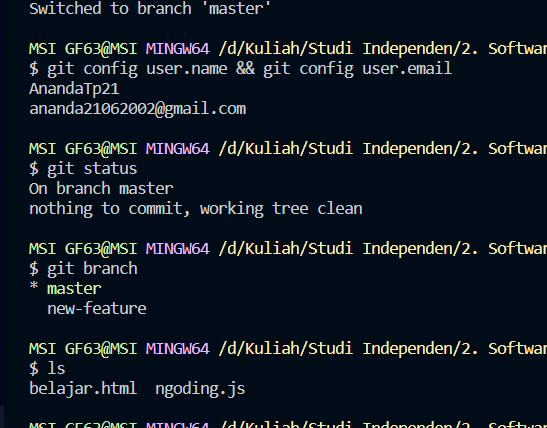 Switched to branch 'master'
MSI GF63@MSI MINGW64 /d/Kuliah/Studi Independen/2. Softwar
$ git config user.name && git config user.email
AnandaTp21
ananda21062002@gmail.com
MSI GF63@MSI MINGW64 /d/Kuliah/Studi Independen/2. Softwar
$ git status
On branch master
nothing to commit, working tree clean
MSI GF63@MSI MINGW64 /d/Kuliah/Studi Independen/2. Softwar
$ git branch
* master
  new-feature
MSI GF63@MSI MINGW64 /d/Kuliah/Studi Independen/2. Softwar
$ ls
belajar.html  ngoding.js
MSI GF63@MSI MINGW64 /d/Kuliah/Studi Independen/2. Softwar